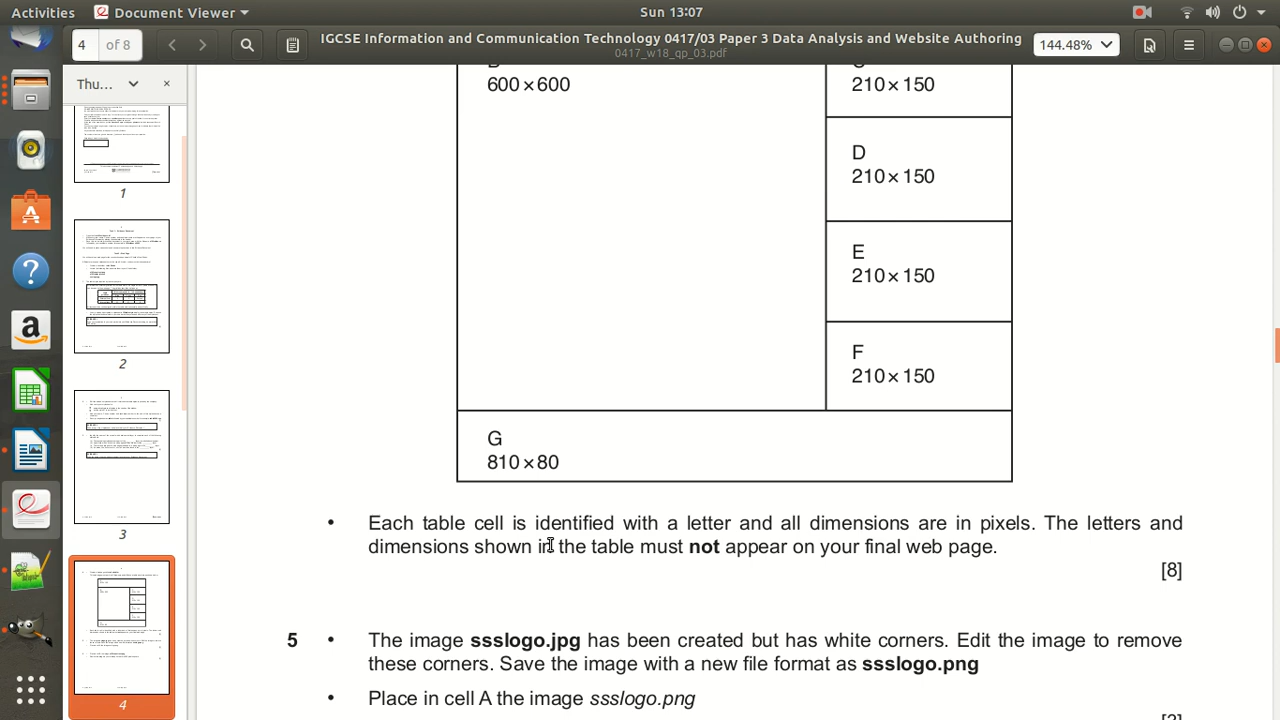 Activities Document Viewer Sun 13:07
4 of 8 IGCSE Information and Communication Technology 0417/03 Paper 3 Data Analysis and Website Authoring 144.48%
0417_w18_qp_03.pdf
Thu...
1
2
3
4
600 × 600
210 × 150
D
210 × 150
E
210 × 150
F
210 × 150
G
810 × 80
• Each table cell is identified with a letter and all dimensions are in pixels. The letters and
dimensions shown in the table must not appear on your final web page.
[8]
5 • The image ssslogo.jpg has been created but has white corners. Edit the image to remove
these corners. Save the image with a new file format as ssslogo.png
• Place in cell A the image ssslogo.png